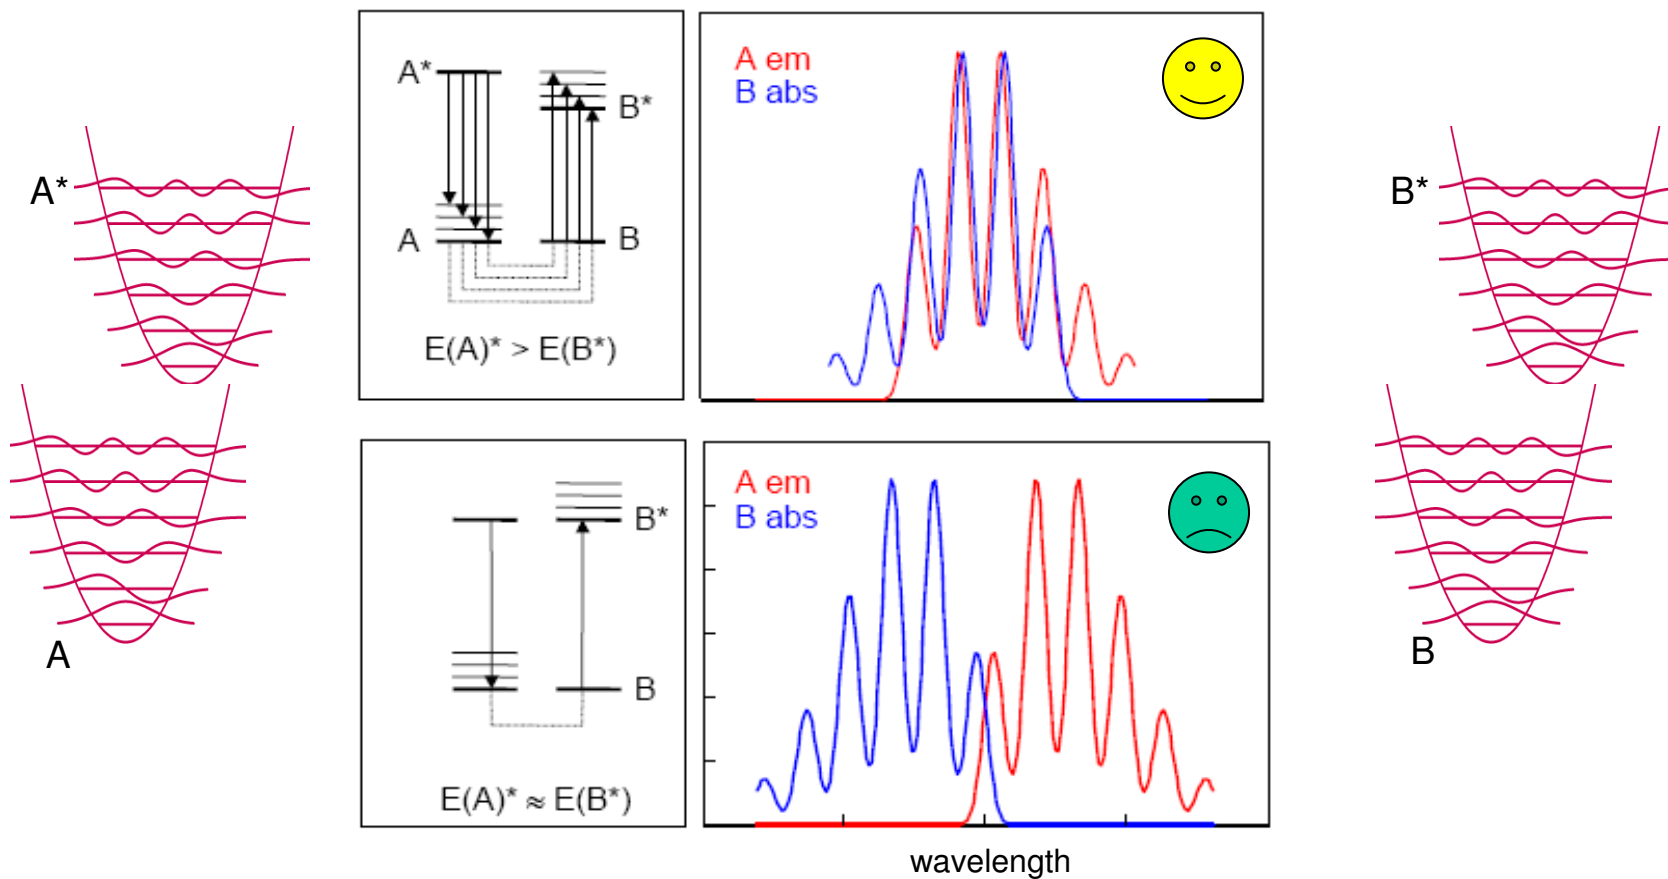 A*
A
A*
B*
A
B
E(A)* > E(B*)
A em
B abs
B*
B
B*
B
E(A)* ≈ E(B*)
A em
B abs
wavelength